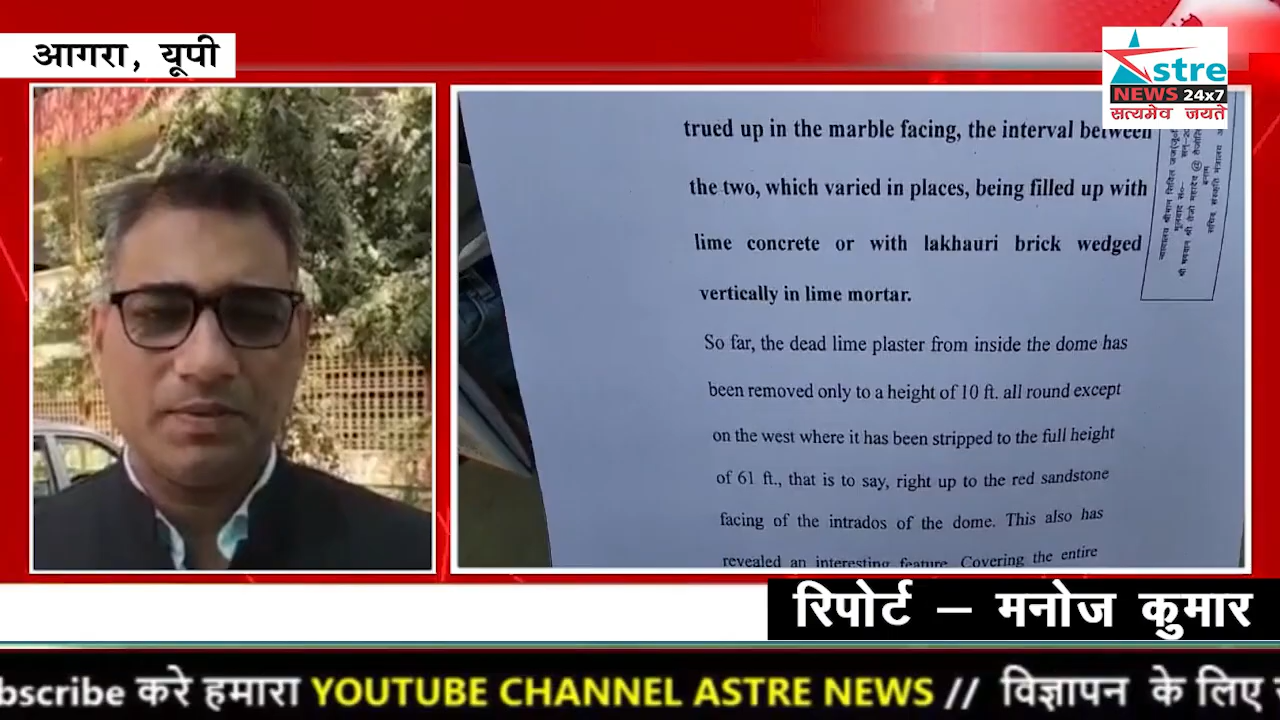 आगरा, यूपी
stre
NEWS 24x7
सत्यमेव जयते
trued up in the marble facing, the interval between
the two, which varied in places, being filled up with
lime concrete or with lakhauri brick wedged
vertically in lime mortar.
So far, the dead lime plaster from inside the dome has
been removed only to a height of 10 ft. all round except
on the west where it has been stripped to the full height
of 61 ft., that is to say, right up to the red sandstone
facing of the intrados of the dome. This also has
revealed an interesting feature. Covering the entire
रिपोर्ट – मनोज कुमार
bscribe करे हमारा YOUTUBE CHANNEL ASTRE NEWS // विज्ञापन के लिए